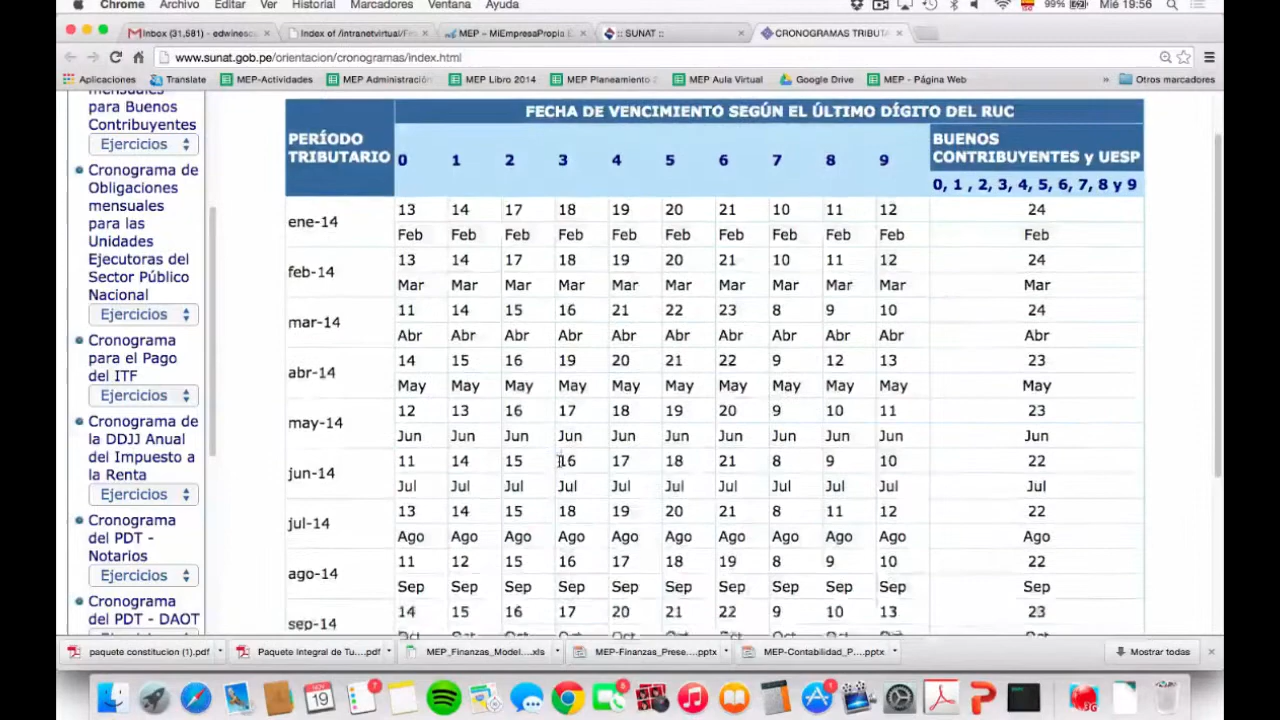 Chrome Archivo Editar Ver Historial Marcadores Ventana Ayuda 99% Mié 19:56
Inbox (31,581) - edwinescu Index of /intranetvirtual/Fe MEP – MiEmpresaPropia :: SUNAT :: CRONOGRAMAS TRIBUTA
www.sunat.gob.pe/orientacion/cronogramas/index.html
Aplicaciones Translate MEP-Actividades MEP Administración MEP Libro 2014 MEP Planeamiento MEP Aula Virtual Google Drive MEP - Página Web » Otros marcadores
mensuales
para Buenos
Contribuyentes
Ejercicios
Cronograma de
Obligaciones
mensuales
para las
Unidades
Ejecutoras del
Sector Público
Nacional
Ejercicios
Cronograma
para el Pago
del ITF
Ejercicios
Cronograma de
la DDJJ Anual
del Impuesto a
la Renta
Ejercicios
Cronograma
del PDT -
Notarios
Ejercicios
Cronograma
del PDT - DAOT
FECHA DE VENCIMIENTO SEGÚN EL ÚLTIMO DÍGITO DEL RUC
PERÍODO
TRIBUTARIO
0 1 2 3 4 5 6 7 8 9
BUENOS
CONTRIBUYENTES y UESP
0, 1 , 2, 3, 4, 5, 6, 7, 8 y 9
ene-14
13 14 17 18 19 20 21 10 11 12 24
Feb Feb Feb Feb Feb Feb Feb Feb Feb Feb Feb
feb-14
13 14 17 18 19 20 21 10 11 12 24
Mar Mar Mar Mar Mar Mar Mar Mar Mar Mar Mar
mar-14
11 14 15 16 21 22 23 8 9 10 24
Abr Abr Abr Abr Abr Abr Abr Abr Abr Abr Abr
abr-14
14 15 16 19 20 21 22 9 12 13 23
May May May May May May May May May May May
may-14
12 13 16 17 18 19 20 9 10 11 23
Jun Jun Jun Jun Jun Jun Jun Jun Jun Jun Jun
jun-14
11 14 15 16 17 18 21 8 9 10 22
Jul Jul Jul Jul Jul Jul Jul Jul Jul Jul Jul
jul-14
13 14 15 18 19 20 21 8 11 12 22
Ago Ago Ago Ago Ago Ago Ago Ago Ago Ago Ago
ago-14
11 12 15 16 17 18 19 8 9 10 22
Sep Sep Sep Sep Sep Sep Sep Sep Sep Sep Sep
sep-14
14 15 16 17 20 21 22 9 10 13 23
Oct Oct Oct Oct Oct Oct Oct Oct Oct Oct Oct
paquete constitucion (1).pdf Paquete Integral de Tu....pdf MEP_Finanzas_Model....xls MEP-Finanzas_Prese....pptx MEP-Contabilidad_P....pptx Mostrar todas
NOV
19